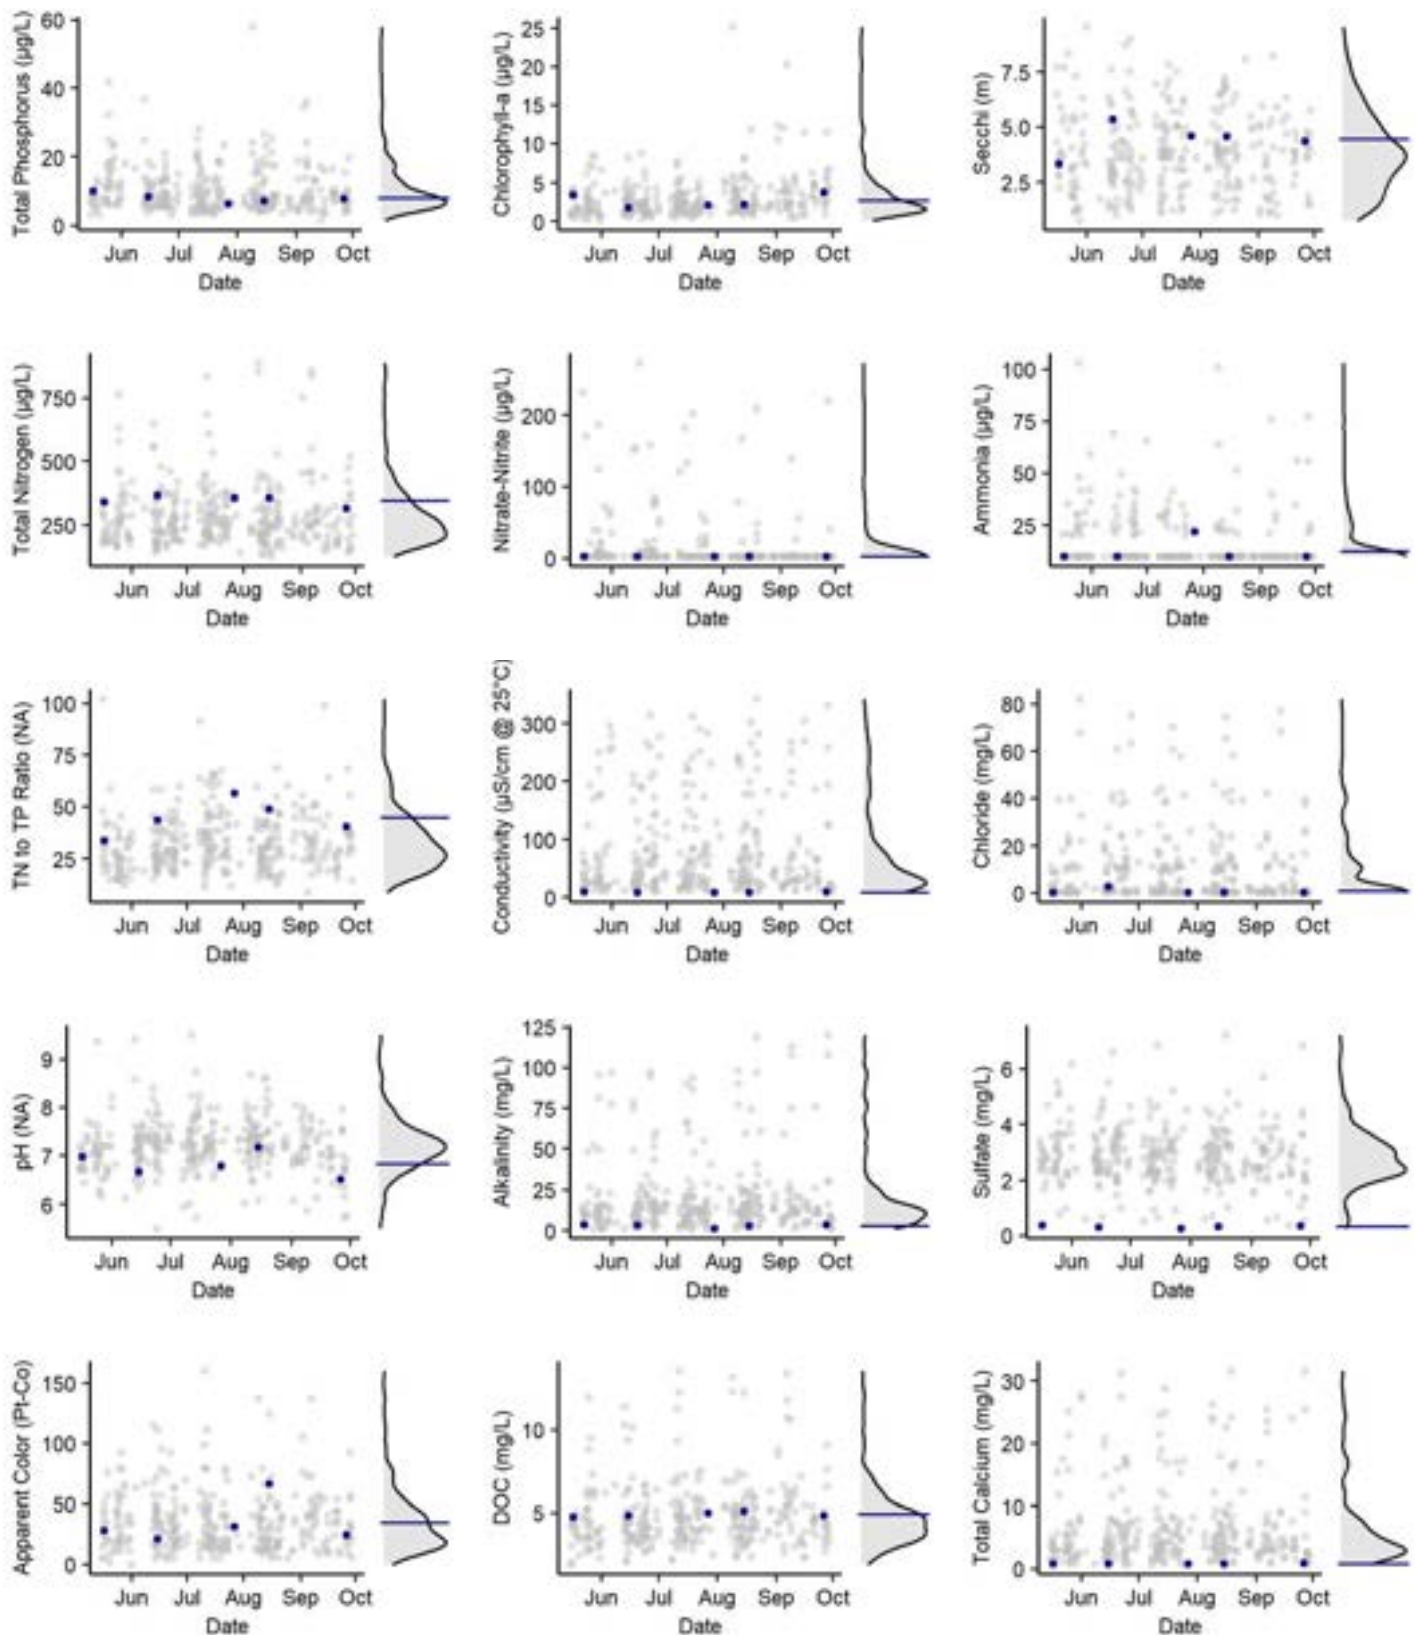 Total Phosphorus (µg/L)
60
40
20
0
Jun Jul Aug Sep Oct
Date
Chlorophyll-a (µg/L)
25
20
15
10
5
0
Jun Jul Aug Sep Oct
Date
Secchi (m)
7.5
5.0
2.5
Jun Jul Aug Sep Oct
Date
Total Nitrogen (µg/L)
750
500
250
Jun Jul Aug Sep Oct
Date
Nitrate-Nitrite (µg/L)
200
100
0
Jun Jul Aug Sep Oct
Date
Ammonia (µg/L)
100
75
50
25
Jun Jul Aug Sep Oct
Date
TN to TP Ratio (NA)
100
75
50
25
Jun Jul Aug Sep Oct
Date
Conductivity (µS/cm @ 25°C)
300
200
100
0
Jun Jul Aug Sep Oct
Date
Chloride (mg/L)
80
60
40
20
0
Jun Jul Aug Sep Oct
Date
pH (NA)
9
8
7
6
Jun Jul Aug Sep Oct
Date
Alkalinity (mg/L)
125
100
75
50
25
0
Jun Jul Aug Sep Oct
Date
Sulfate (mg/L)
6
4
2
0
Jun Jul Aug Sep Oct
Date
Apparent Color (Pt-Co)
150
100
50
0
Jun Jul Aug Sep Oct
Date
DOC (mg/L)
10
5
Jun Jul Aug Sep Oct
Date
Total Calcium (mg/L)
30
20
10
0
Jun Jul Aug Sep Oct
Date